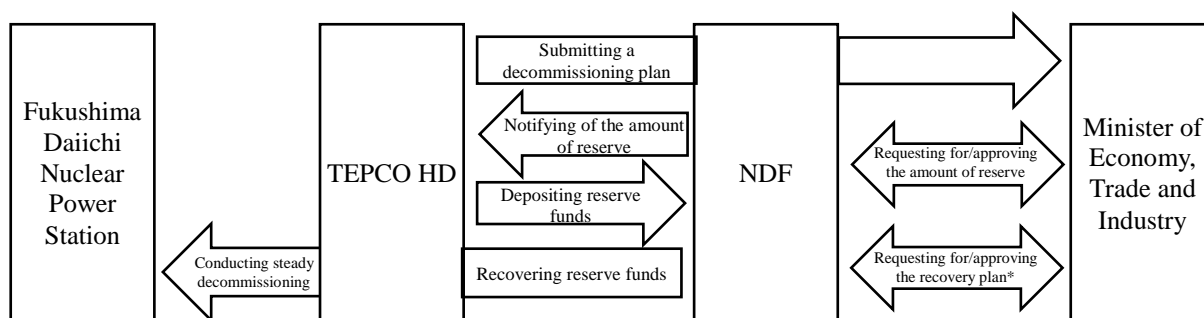 Fukushima
Daiichi
Nuclear
Power
Station
Conducting steady
decommissioning
TEPCO HD
Submitting a
decommissioning plan
Notifying of the amount
of reserve
Depositing reserve
funds
Recovering reserve funds
NDF
Requesting for/approving
the amount of reserve
Requesting for/approving
the recovery plan*
Minister of
Economy,
Trade and
Industry